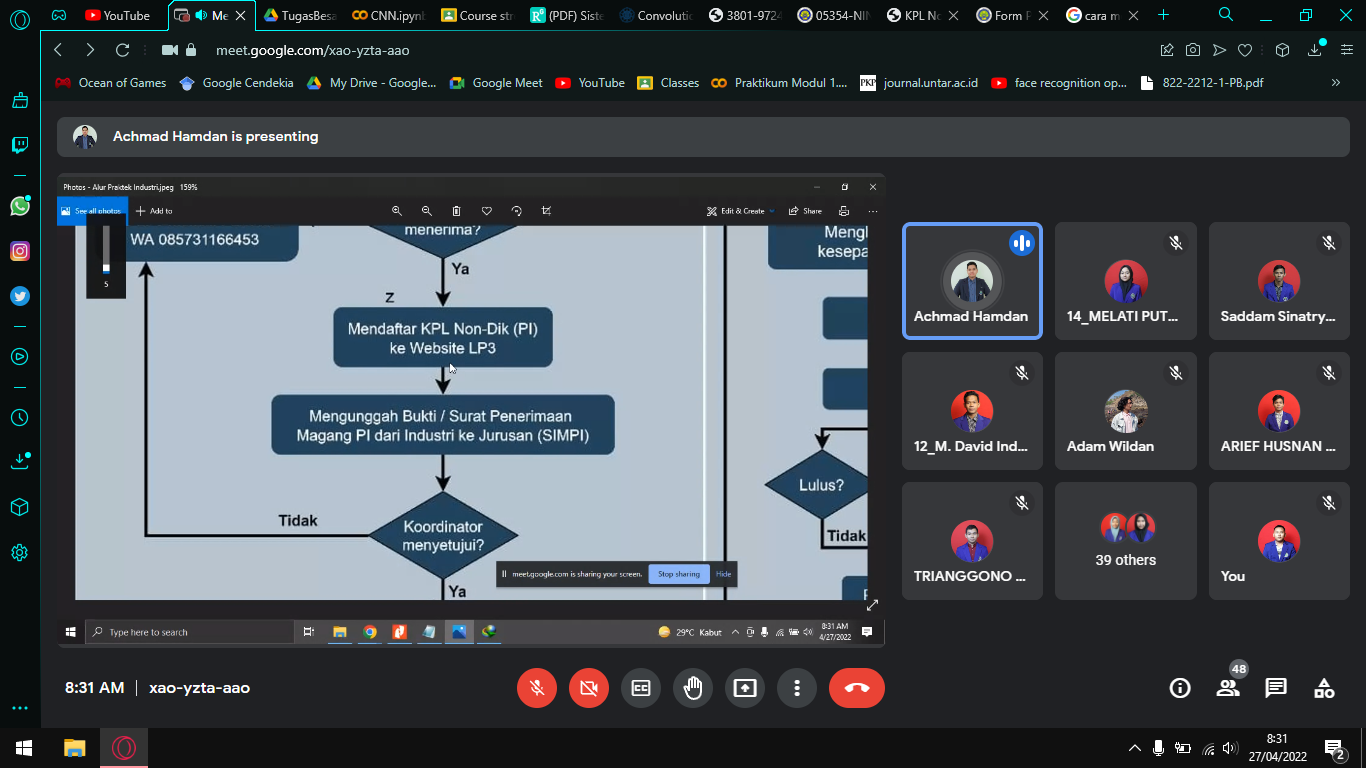 YouTube
Me
TugasBesa
CNN.ipynb
Course str
(PDF) Siste
Convolutic
3801-9724
05354-NIN
KPL No
Form P
cara m
meet.google.com/xao-yzta-aao
Ocean of Games
Google Cendekia
My Drive - Google...
Google Meet
YouTube
Classes
Praktikum Modul 1....
PKP journal.untar.ac.id
face recognition op...
822-2212-1-PB.pdf
»
Achmad Hamdan is presenting
Photos - Alur Praktek Industri.jpeg 159%
See all photos
Add to
Edit & Create
Share
5
WA 085731166453
menerima?
Ya
Z
Mendaftar KPL Non-Dik (PI)
ke Website LP3
Mengunggah Bukti / Surat Penerimaan
Magang PI dari Industri ke Jurusan (SIMPI)
Tidak
Koordinator
menyetujui?
Ya
Mengh
kesepa
Lulus?
Tidak
meet.google.com is sharing your screen.
Stop sharing
Hide
Type here to search
29°C Kabut
8:31 AM
4/27/2022
Achmad Hamdan
14_MELATI PUT...
Saddam Sinatry...
12_M. David Ind...
Adam Wildan
ARIEF HUSNAN ...
TRIANGGONO ...
39 others
You
8:31 AM | xao-yzta-aao
48
8:31
27/04/2022
2